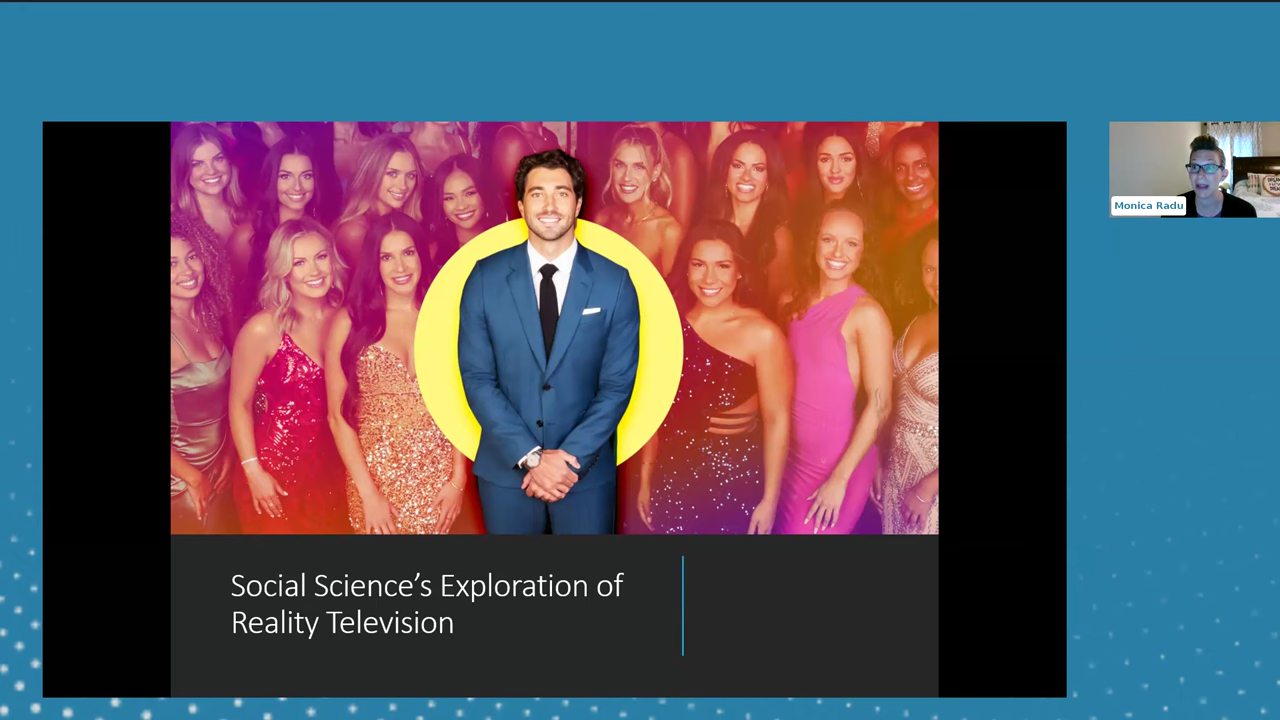 Monica Radu
Social Science’s Exploration of
Reality Television